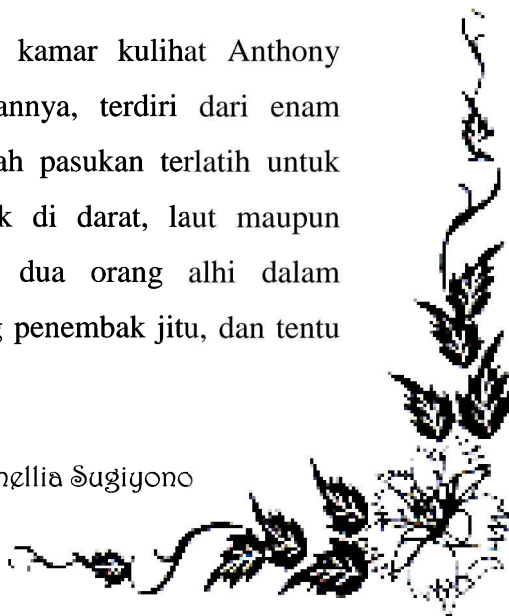 kamar kulihat Anthony
annya, terdiri dari enam
ah pasukan terlatih untuk
k di darat, laut maupun
dua orang alhi dalam
g penembak jitu, dan tentu
nellia Sugiyono